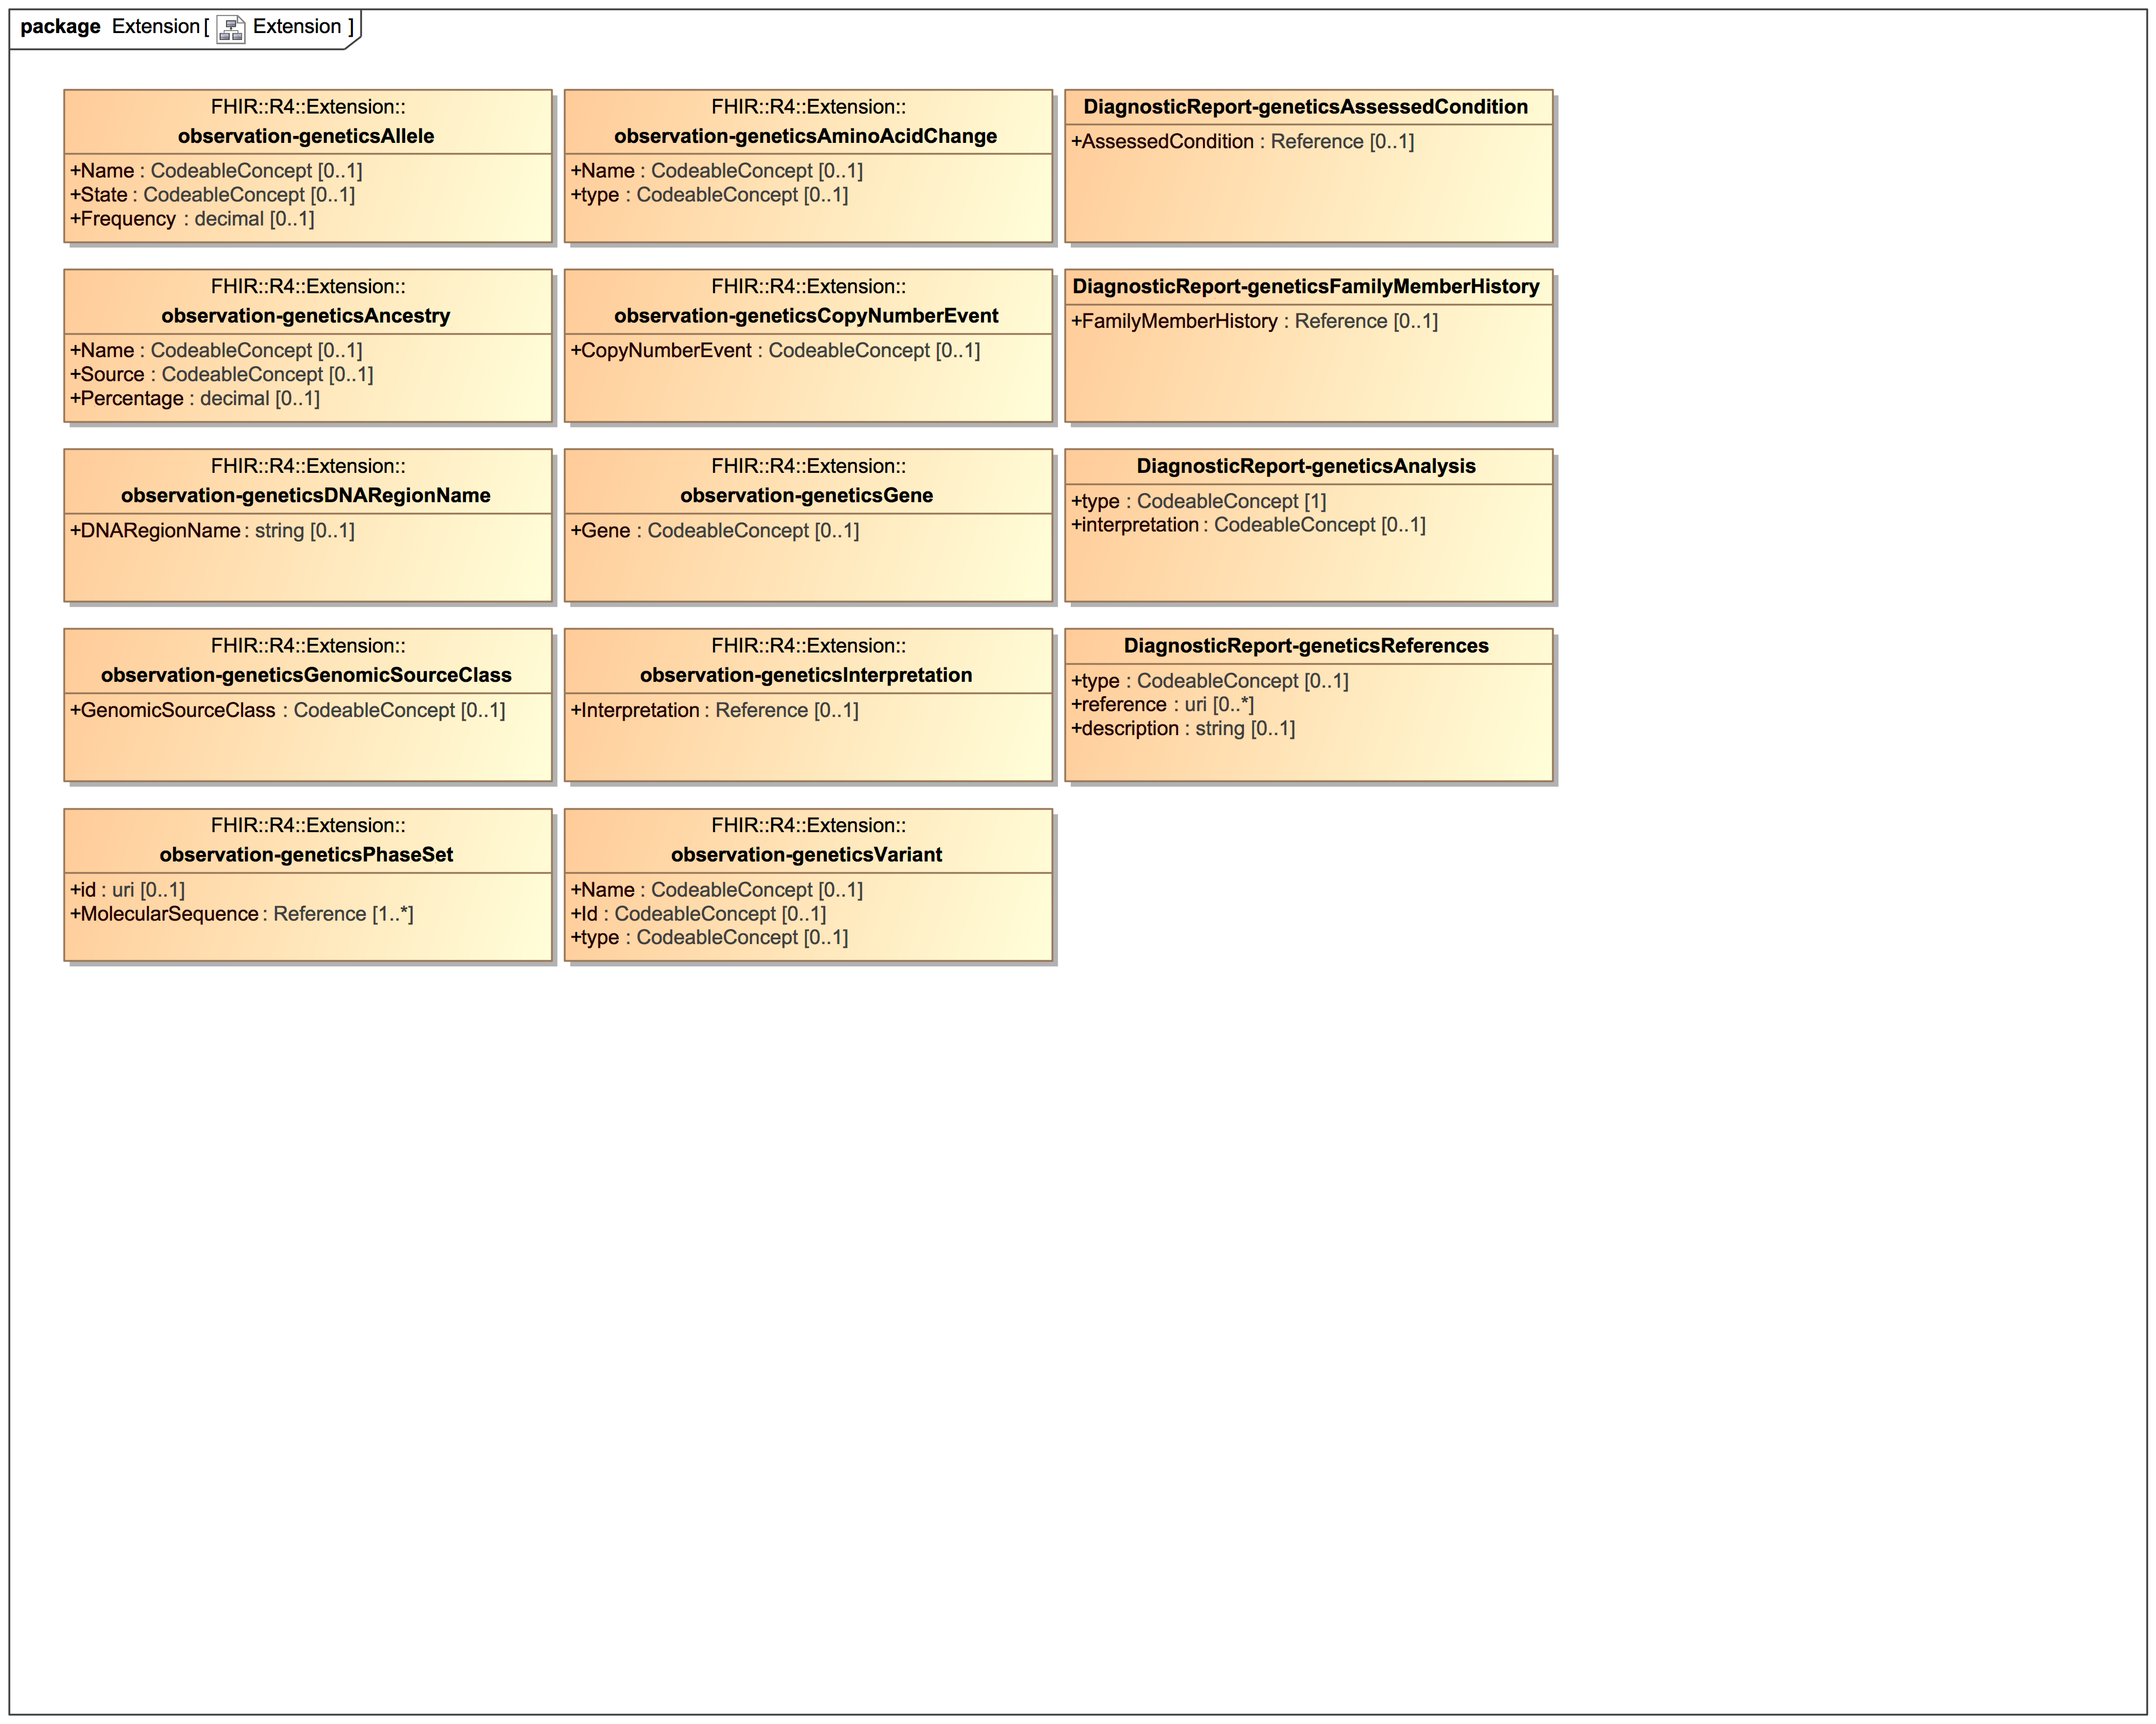 package Extension [ Extension ]
FHIR::R4::Extension::
observation-geneticsAllele
+Name : CodeableConcept [0..1]
+State : CodeableConcept [0..1]
+Frequency : decimal [0..1]
FHIR::R4::Extension::
observation-geneticsAminoAcidChange
+Name : CodeableConcept [0..1]
+type : CodeableConcept [0..1]
DiagnosticReport-geneticsAssessedCondition
+AssessedCondition : Reference [0..1]
FHIR::R4::Extension::
observation-geneticsAncestry
+Name : CodeableConcept [0..1]
+Source : CodeableConcept [0..1]
+Percentage : decimal [0..1]
FHIR::R4::Extension::
observation-geneticsCopyNumberEvent
+CopyNumberEvent : CodeableConcept [0..1]
DiagnosticReport-geneticsFamilyMemberHistory
+FamilyMemberHistory : Reference [0..1]
FHIR::R4::Extension::
observation-geneticsDNARegionName
+DNARegionName : string [0..1]
FHIR::R4::Extension::
observation-geneticsGene
+Gene : CodeableConcept [0..1]
DiagnosticReport-geneticsAnalysis
+type : CodeableConcept [1]
+interpretation : CodeableConcept [0..1]
FHIR::R4::Extension::
observation-geneticsGenomicSourceClass
+GenomicSourceClass : CodeableConcept [0..1]
FHIR::R4::Extension::
observation-geneticsInterpretation
+Interpretation : Reference [0..1]
DiagnosticReport-geneticsReferences
+type : CodeableConcept [0..1]
+reference : uri [0..*]
+description : string [0..1]
FHIR::R4::Extension::
observation-geneticsPhaseSet
+id : uri [0..1]
+MolecularSequence : Reference [1..*]
FHIR::R4::Extension::
observation-geneticsVariant
+Name : CodeableConcept [0..1]
+Id : CodeableConcept [0..1]
+type : CodeableConcept [0..1]